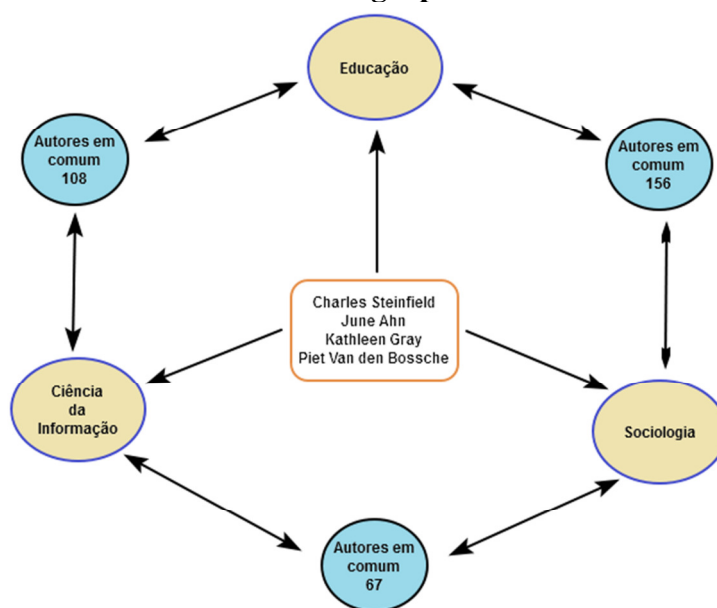 Educação
Autores em
comum
108
Autores em
comum
156
Charles Steinfield
June Ahn
Kathleen Gray
Piet Van den Bossche
Ciência
da
Informação
Sociologia
Autores em
comum
67